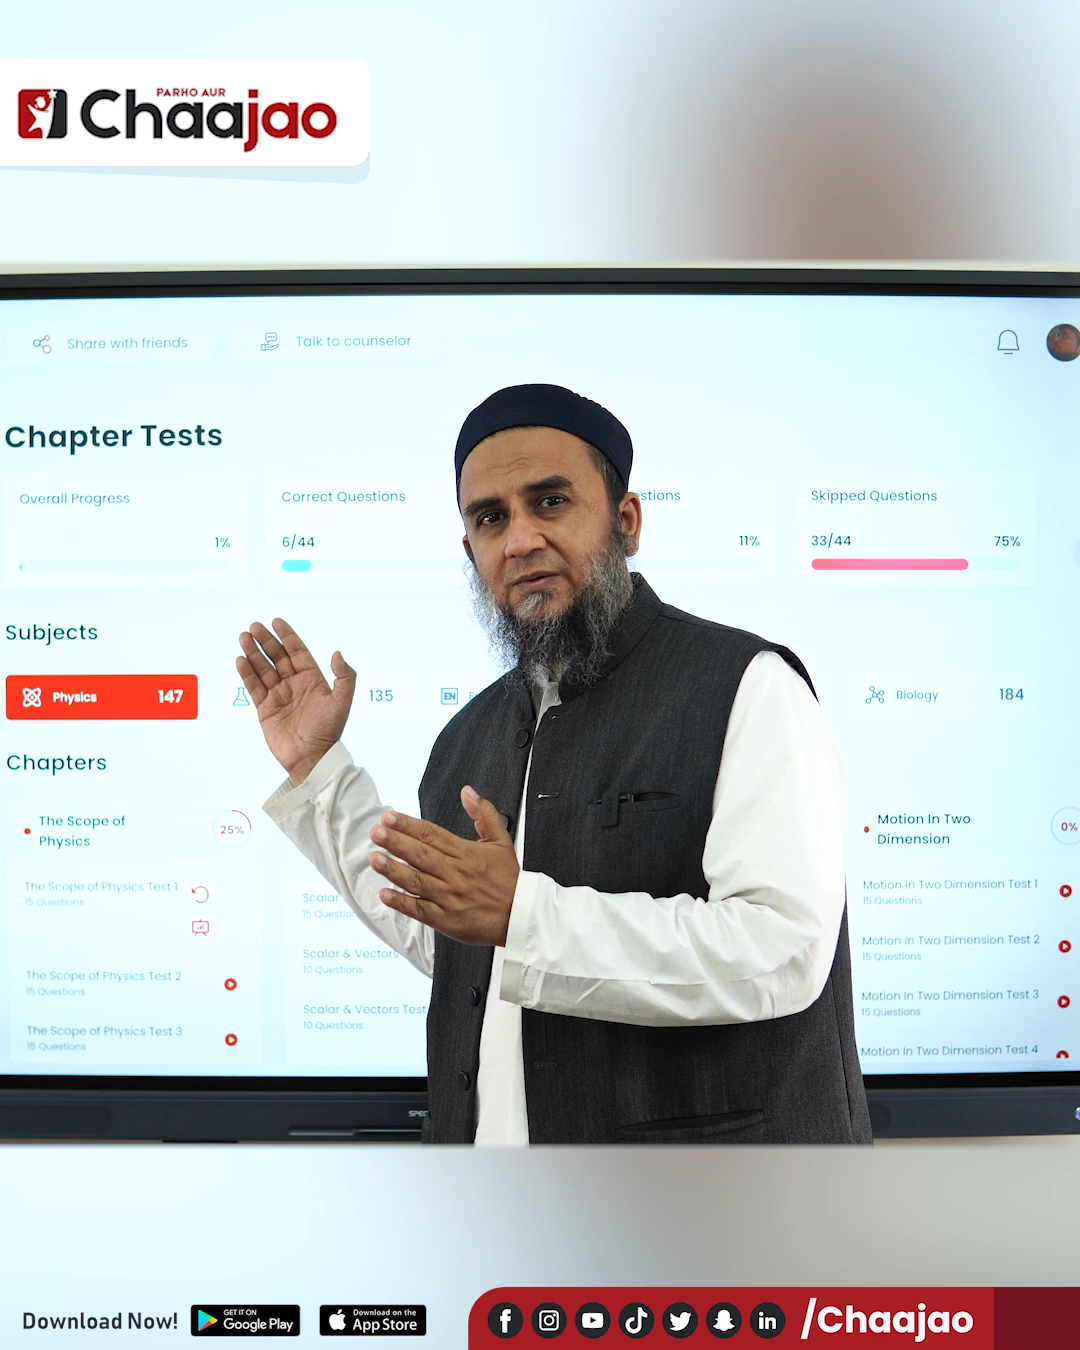 PARHO AUR
Chaajao
Share with friends
Talk to counselor
Chapter Tests
Overall Progress
1%
Correct Questions
6/44
stions
11%
Skipped Questions
33/44
75%
Subjects
Physics
147
135
EN
Biology
184
Chapters
The Scope of
Physics
25%
The Scope of Physics Test 1
15 Questions
The Scope of Physics Test 2
15 Questions
The Scope of Physics Test 3
15 Questions
Scalar
15 Question
Scalar & Vectors
10 Questions
Scalar & Vectors Test
10 Questions
Motion In Two
Dimension
0%
Motion In Two Dimension Test 1
15 Questions
Motion In Two Dimension Test 2
15 Questions
Motion In Two Dimension Test 3
15 Questions
Motion In Two Dimension Test 4
SPEC
Download Now!
GET IT ON
Google Play
Download on the
App Store
/Chaajao